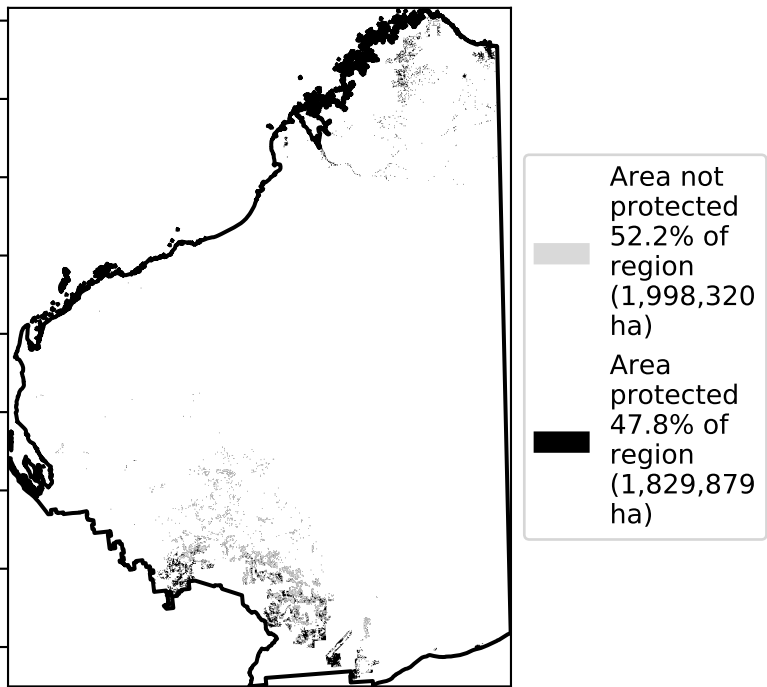 Area not
protected
52.2% of
region
(1,998,320
ha)
Area
protected
47.8% of
region
(1,829,879
ha)